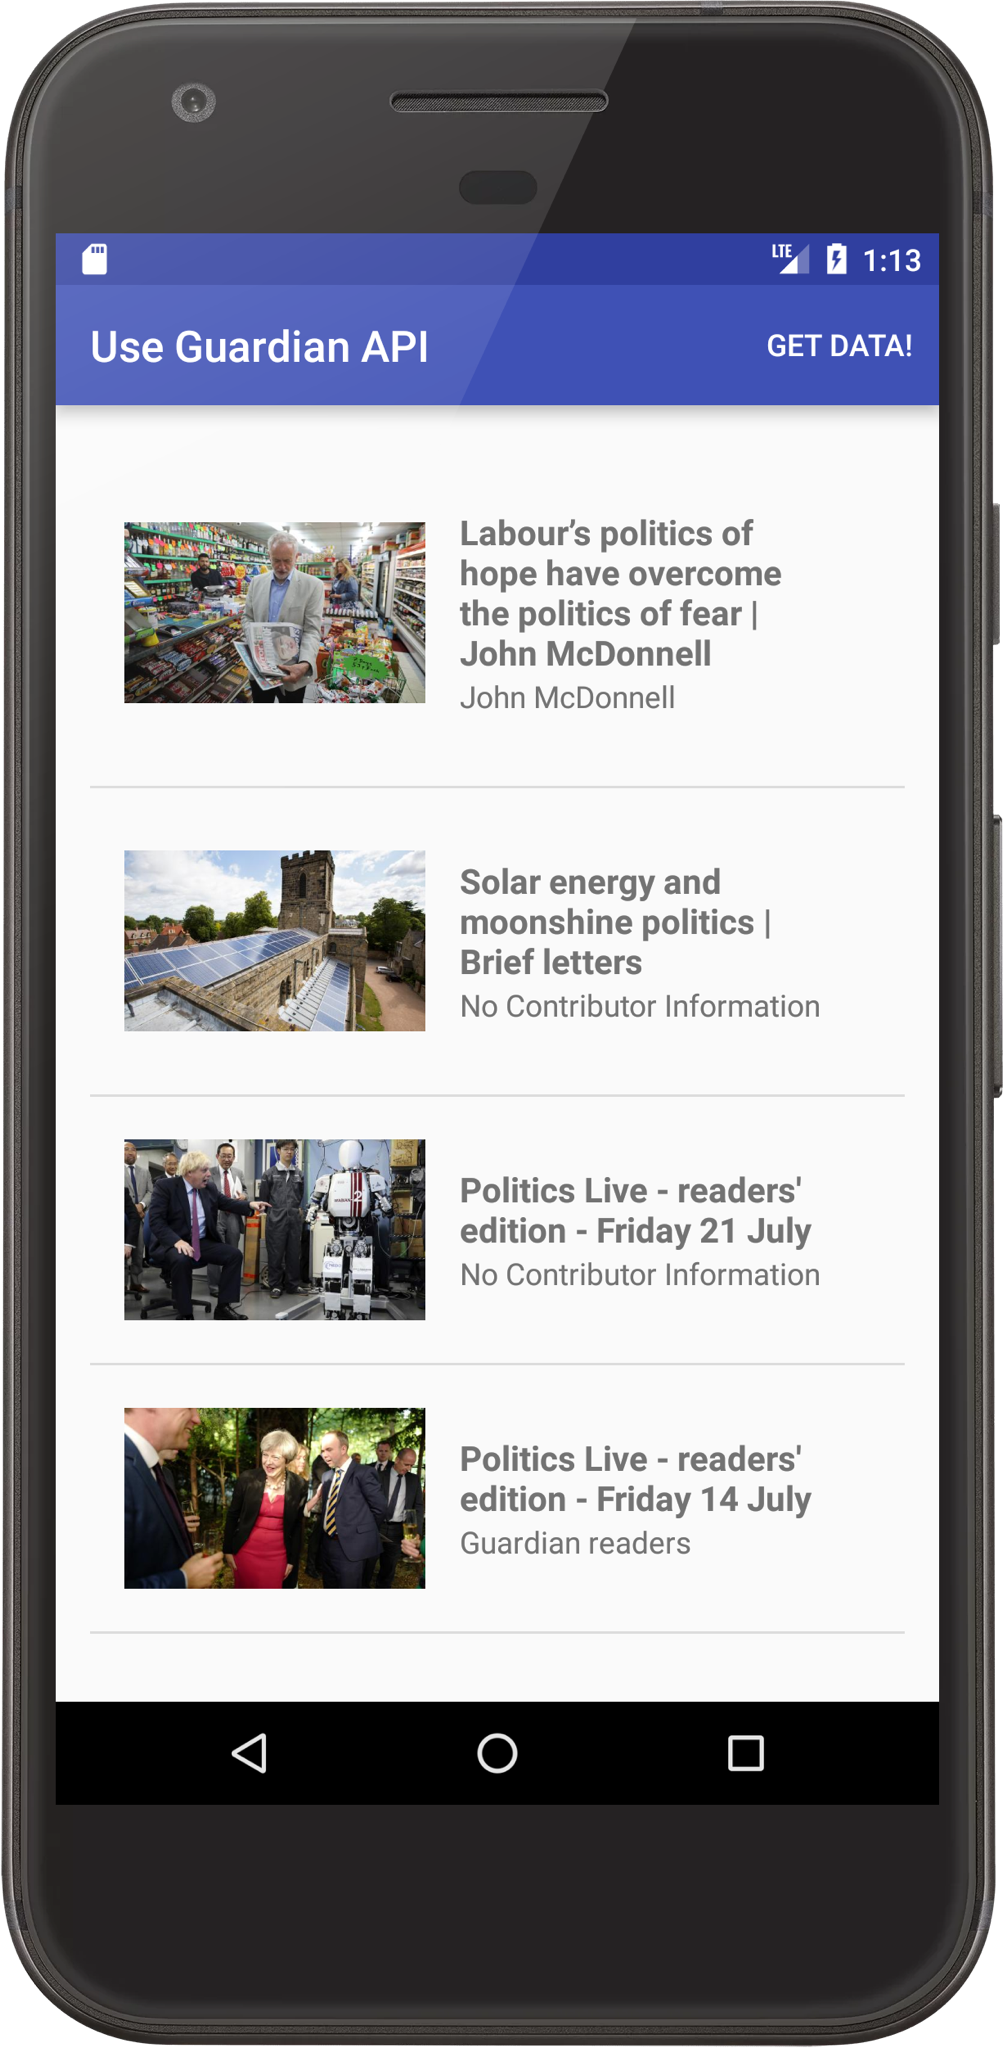 LTE 1:13
Use Guardian API GET DATA!
Labour’s politics of
hope have overcome
the politics of fear |
John McDonnell
John McDonnell
Solar energy and
moonshine politics |
Brief letters
No Contributor Information
Politics Live - readers'
edition - Friday 21 July
No Contributor Information
Politics Live - readers'
edition - Friday 14 July
Guardian readers